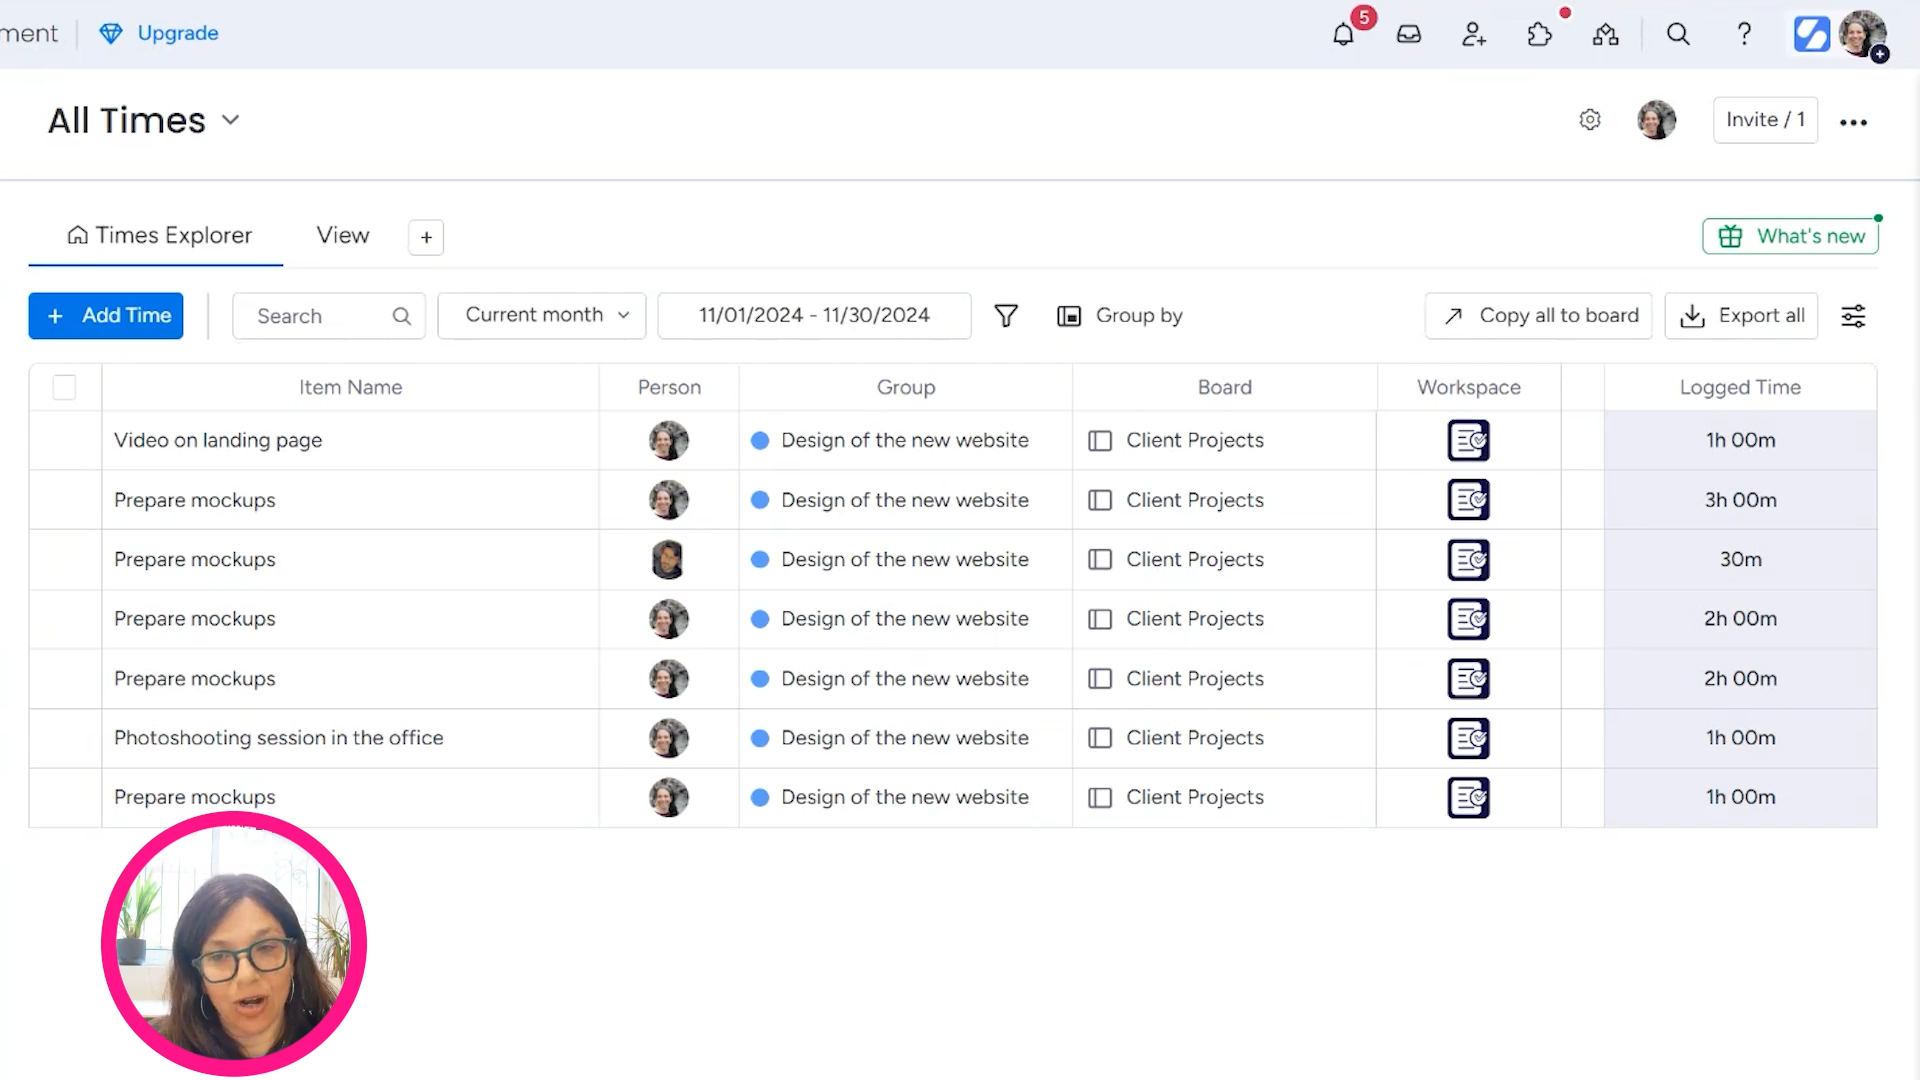 ment
Upgrade
5
?
All Times
Invite / 1
Times Explorer
View
+
What's new
+ Add Time
Search
Current month
11/01/2024 - 11/30/2024
Group by
Copy all to board
Export all
Item Name Person Group Board Workspace Logged Time
Video on landing page Design of the new website Client Projects 1h 00m
Prepare mockups Design of the new website Client Projects 3h 00m
Prepare mockups Design of the new website Client Projects 30m
Prepare mockups Design of the new website Client Projects 2h 00m
Prepare mockups Design of the new website Client Projects 2h 00m
Photoshooting session in the office Design of the new website Client Projects 1h 00m
Prepare mockups Design of the new website Client Projects 1h 00m